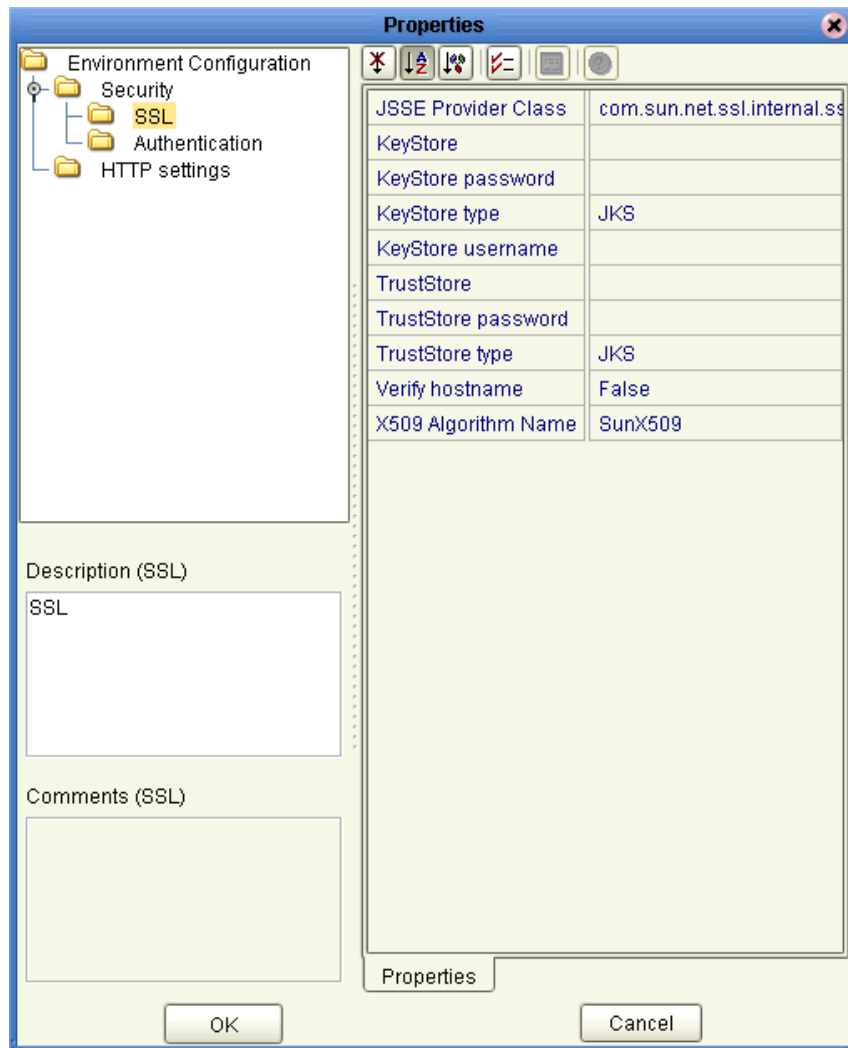 Properties
Environment Configuration
Security
SSL
Authentication
HTTP settings
Description (SSL)
SSL
Comments (SSL)
JSSE Provider Class com.sun.net.ssl.internal.ss
KeyStore
KeyStore password
KeyStore type JKS
KeyStore username
TrustStore
TrustStore password
TrustStore type JKS
Verify hostname False
X509 Algorithm Name SunX509
Properties
OK
Cancel